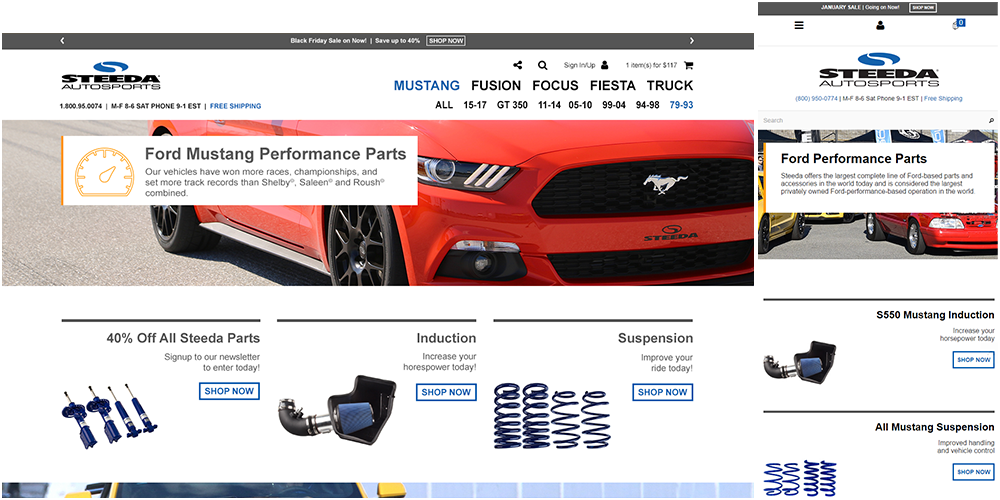 Black Friday Sale on Now! | Save up to 40% SHOP NOW
STEEDA
AUTOSPORTS
Sign In/Up
1 item(s) for $117
MUSTANG FUSION FOCUS FIESTA TRUCK
1.800.95.0074 | M-F 8-6 SAT PHONE 9-1 EST | FREE SHIPPING
ALL 15-17 GT 350 11-14 05-10 99-04 94-98 79-93
Ford Mustang Performance Parts
Our vehicles have won more races, championships, and
set more track records than Shelby®, Saleen® and Roush®
combined.
STEEDA
40% Off All Steeda Parts
Signup to our newsletter
to enter today!
SHOP NOW
Induction
Increase your
horespower today!
SHOP NOW
Suspension
Improve your
ride today!
SHOP NOW
JANUARY SALE | Going on Now! SHOP NOW
0
STEEDA
AUTOSPORTS
(800) 950-0774 | M-F 8-6 Sat Phone 9-1 EST | Free Shipping
Search
Ford Performance Parts
Steeda offers the largest complete line of Ford-based parts and
accessories in the world today and is considered the largest
privately owned Ford-performance-based operation in the world.
S550 Mustang Induction
Increase your
horsepower today
SHOP NOW
All Mustang Suspension
Improved handling
and vehicle control
SHOP NOW